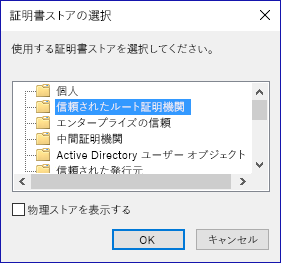 証明書ストアの選択
使用する証明書ストアを選択してください。
個人
信頼されたルート証明機関
エンタープライズの信頼
中間証明機関
Active Directory ユーザー オブジェクト
信頼された発行元
物理ストアを表示する
OK
キャンセル